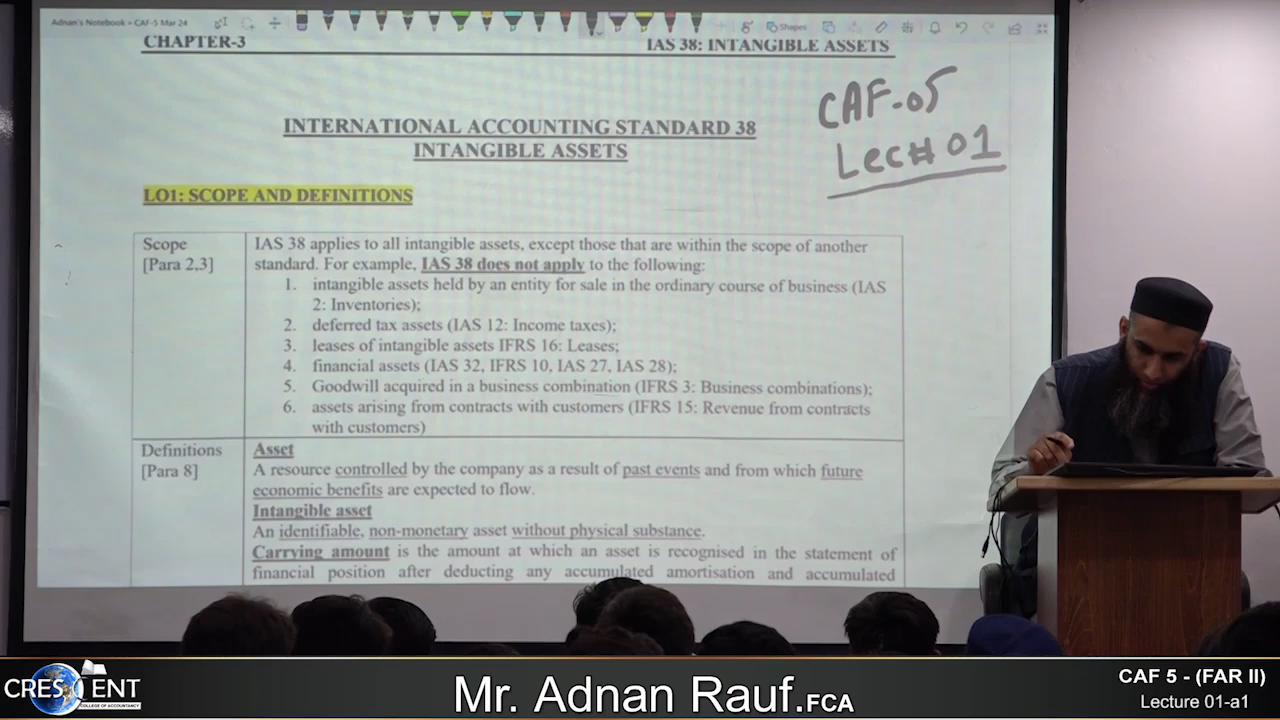 Adnan's Notebook > CAF-5 Mar 24
Shapes
CHAPTER-3 IAS 38: INTANGIBLE ASSETS
CAF-05
Lec# 01
INTERNATIONAL ACCOUNTING STANDARD 38
INTANGIBLE ASSETS
LO1: SCOPE AND DEFINITIONS
Scope
[Para 2,3]
IAS 38 applies to all intangible assets, except those that are within the scope of another
standard. For example, IAS 38 does not apply to the following:
1. intangible assets held by an entity for sale in the ordinary course of business (IAS
2: Inventories);
2. deferred tax assets (IAS 12: Income taxes);
3. leases of intangible assets IFRS 16: Leases;
4. financial assets (IAS 32, IFRS 10, IAS 27, IAS 28);
5. Goodwill acquired in a business combination (IFRS 3: Business combinations);
6. assets arising from contracts with customers (IFRS 15: Revenue from contracts
with customers)
Definitions
[Para 8]
Asset
A resource controlled by the company as a result of past events and from which future
economic benefits are expected to flow.
Intangible asset
An identifiable, non-monetary asset without physical substance.
Carrying amount is the amount at which an asset is recognised in the statement of
financial position after deducting any accumulated amortisation and accumulated
CRESCENT
COLLEGE OF ACCOUNTANCY
Mr. Adnan Rauf.FCA
CAF 5 - (FAR II)
Lecture 01-a1